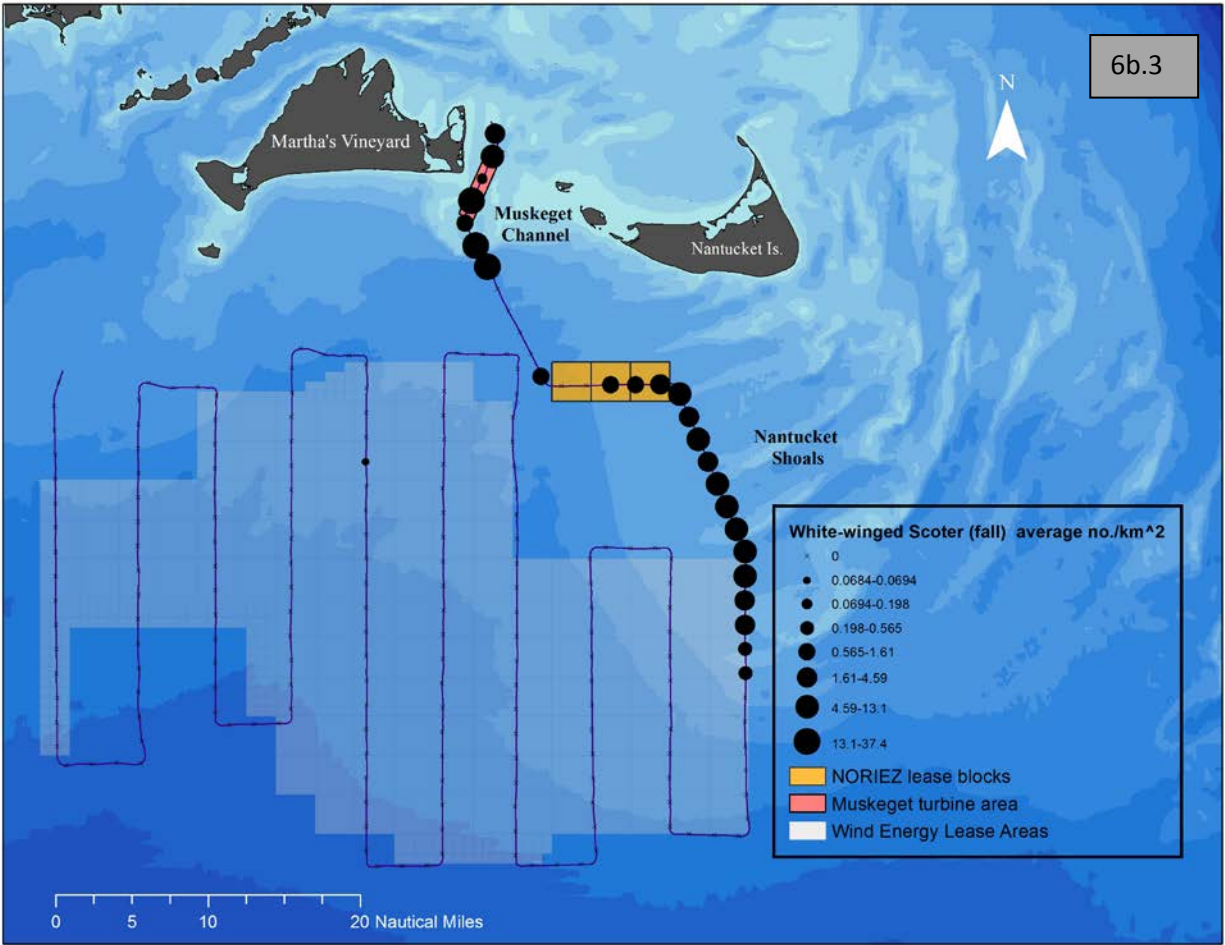 6b.3
N
Martha's Vineyard
Muskeget
Channel
Nantucket Is.
Nantucket
Shoals
White-winged Scoter (fall) average no./km^2
0
0.0684-0.0694
0.0694-0.198
0.198-0.565
0.565-1.61
1.61-4.59
4.59-13.1
13.1-37.4
NORIEZ lease blocks
Muskeget turbine area
Wind Energy Lease Areas
0 5 10 20 Nautical Miles